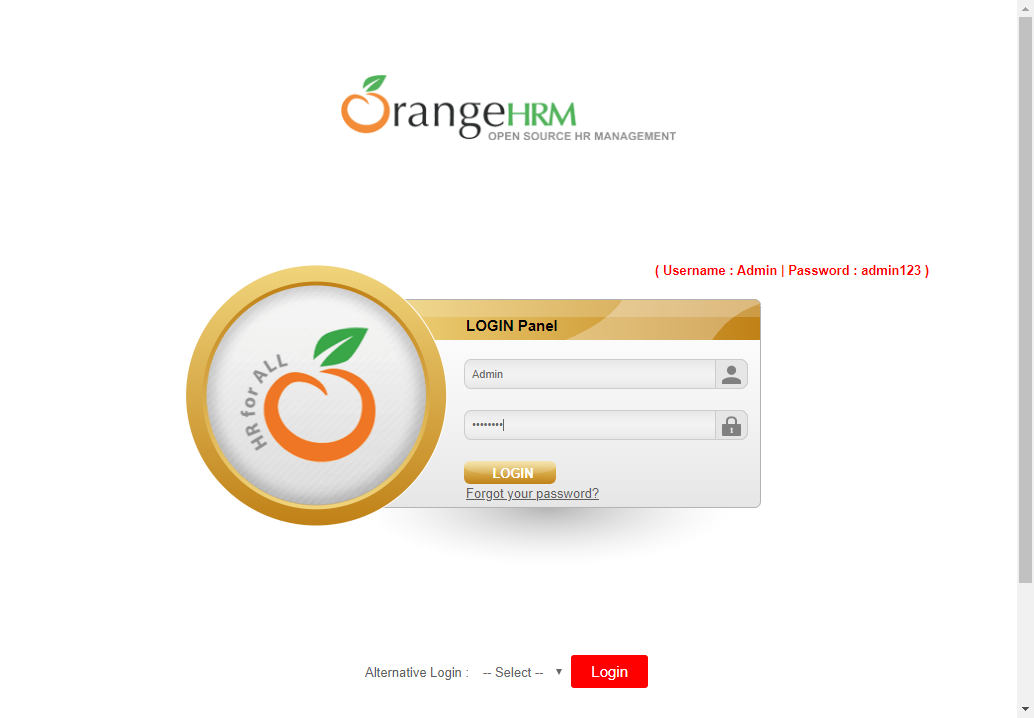 OrangeHRM
OPEN SOURCE HR MANAGEMENT
( Username : Admin | Password : admin123 )
LOGIN Panel
HR for ALL
Admin
••••••••
LOGIN
Forgot your password?
Alternative Login : -- Select -- Login